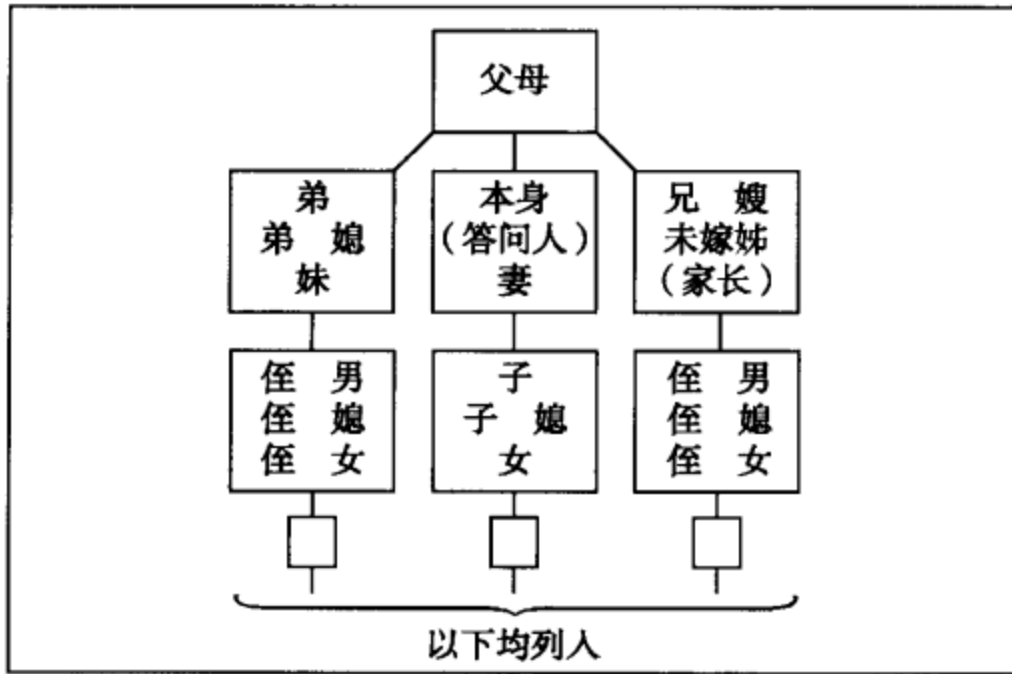 父母
弟
弟 媳
妹
本身
(答问人)
妻
兄 嫂
未嫁姊
(家长)
侄 男
侄 媳
侄 女
子
子 媳
女
侄 男
侄 媳
侄 女
以下均列入